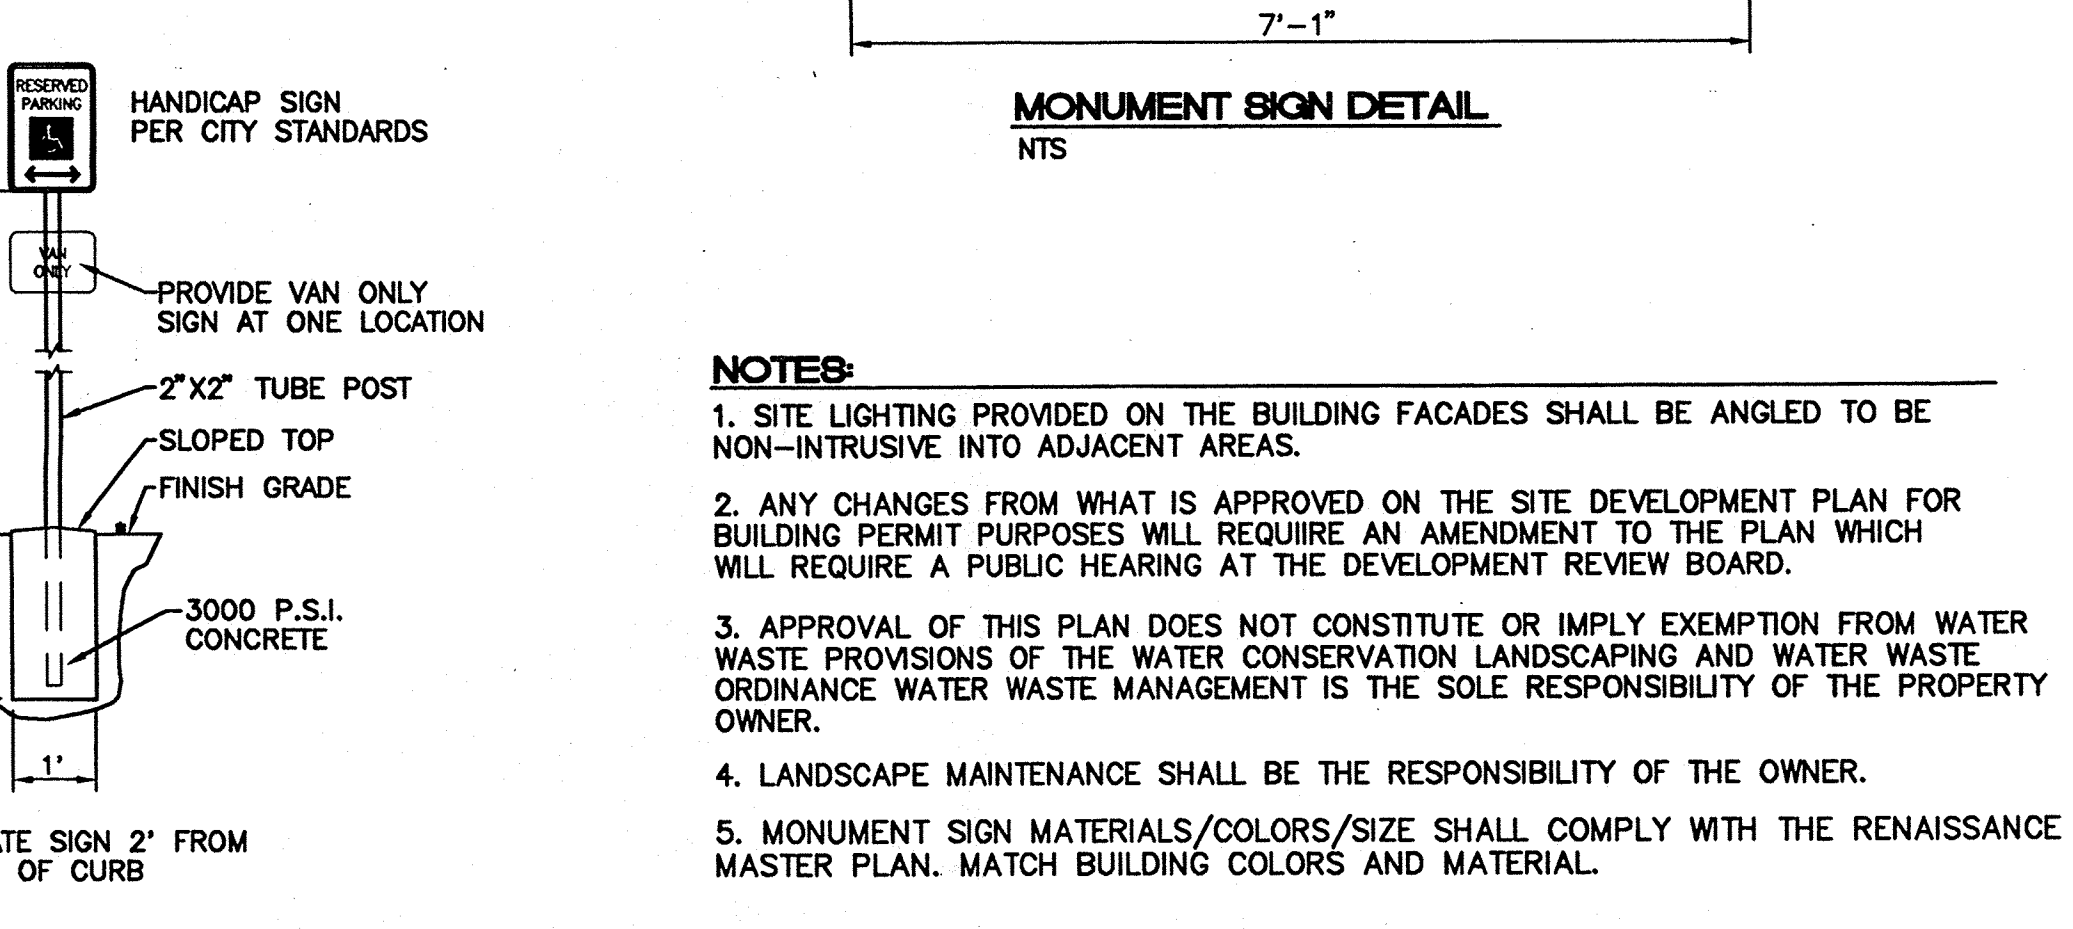 7'-1"
MONUMENT SIGN DETAIL
NTS
RESERVED
PARKING
HANDICAP SIGN
PER CITY STANDARDS
VAN
ONLY
PROVIDE VAN ONLY
SIGN AT ONE LOCATION
2"X2" TUBE POST
SLOPED TOP
FINISH GRADE
3000 P.S.I.
CONCRETE
1'
SIGN 2' FROM
OF CURB
NOTES:
1. SITE LIGHTING PROVIDED ON THE BUILDING FACADES SHALL BE ANGLED TO BE
NON-INTRUSIVE INTO ADJACENT AREAS.
2. ANY CHANGES FROM WHAT IS APPROVED ON THE SITE DEVELOPMENT PLAN FOR
BUILDING PERMIT PURPOSES WILL REQUIIRE AN AMENDMENT TO THE PLAN WHICH
WILL REQUIRE A PUBLIC HEARING AT THE DEVELOPMENT REVIEW BOARD.
3. APPROVAL OF THIS PLAN DOES NOT CONSTITUTE OR IMPLY EXEMPTION FROM WATER
WASTE PROVISIONS OF THE WATER CONSERVATION LANDSCAPING AND WATER WASTE
ORDINANCE WATER WASTE MANAGEMENT IS THE SOLE RESPONSIBILITY OF THE PROPERTY
OWNER.
4. LANDSCAPE MAINTENANCE SHALL BE THE RESPONSIBILITY OF THE OWNER.
5. MONUMENT SIGN MATERIALS/COLORS/SIZE SHALL COMPLY WITH THE RENAISSANCE
MASTER PLAN. MATCH BUILDING COLORS AND MATERIAL.